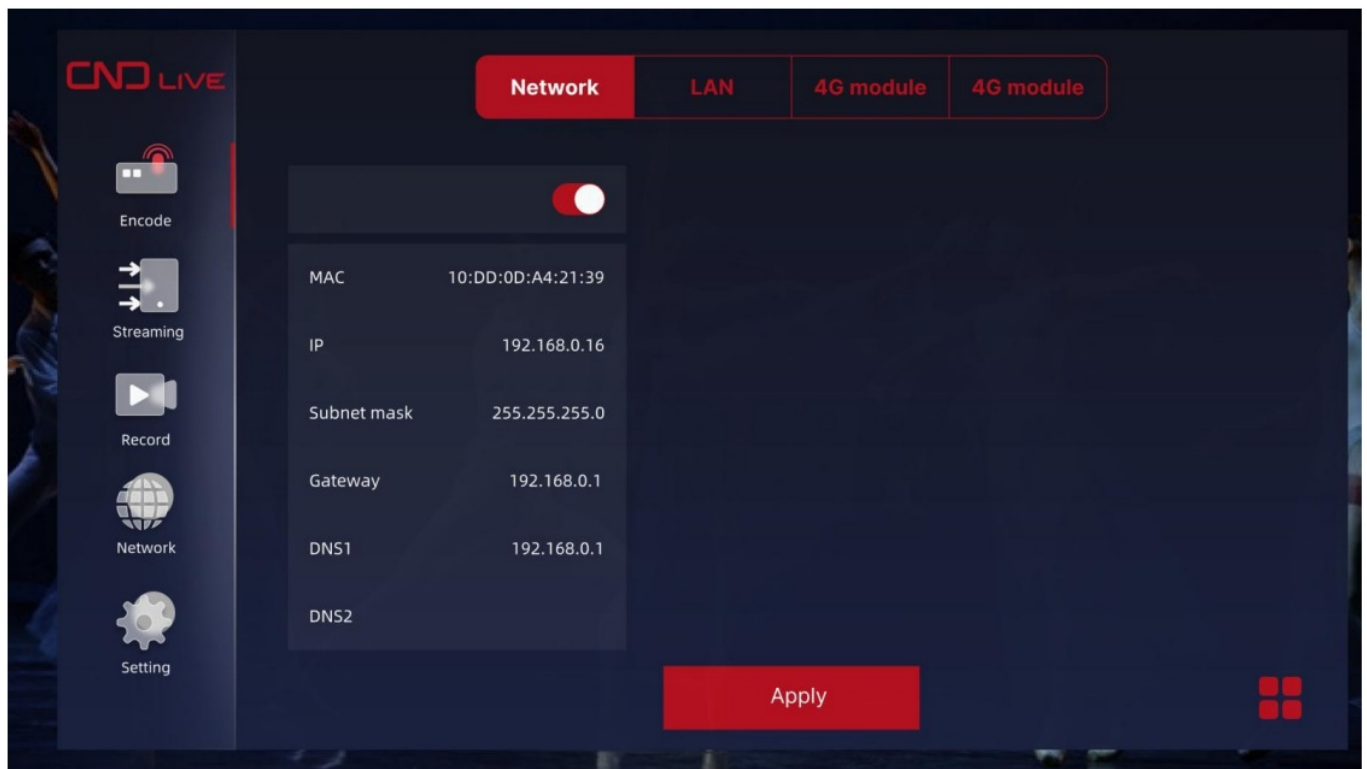 CND LIVE
Network
LAN
4G module
4G module
Encode
Streaming
Record
Network
Setting
MAC 10:DD:0D:A4:21:39
IP 192.168.0.16
Subnet mask 255.255.255.0
Gateway 192.168.0.1
DNS1 192.168.0.1
DNS2
Apply